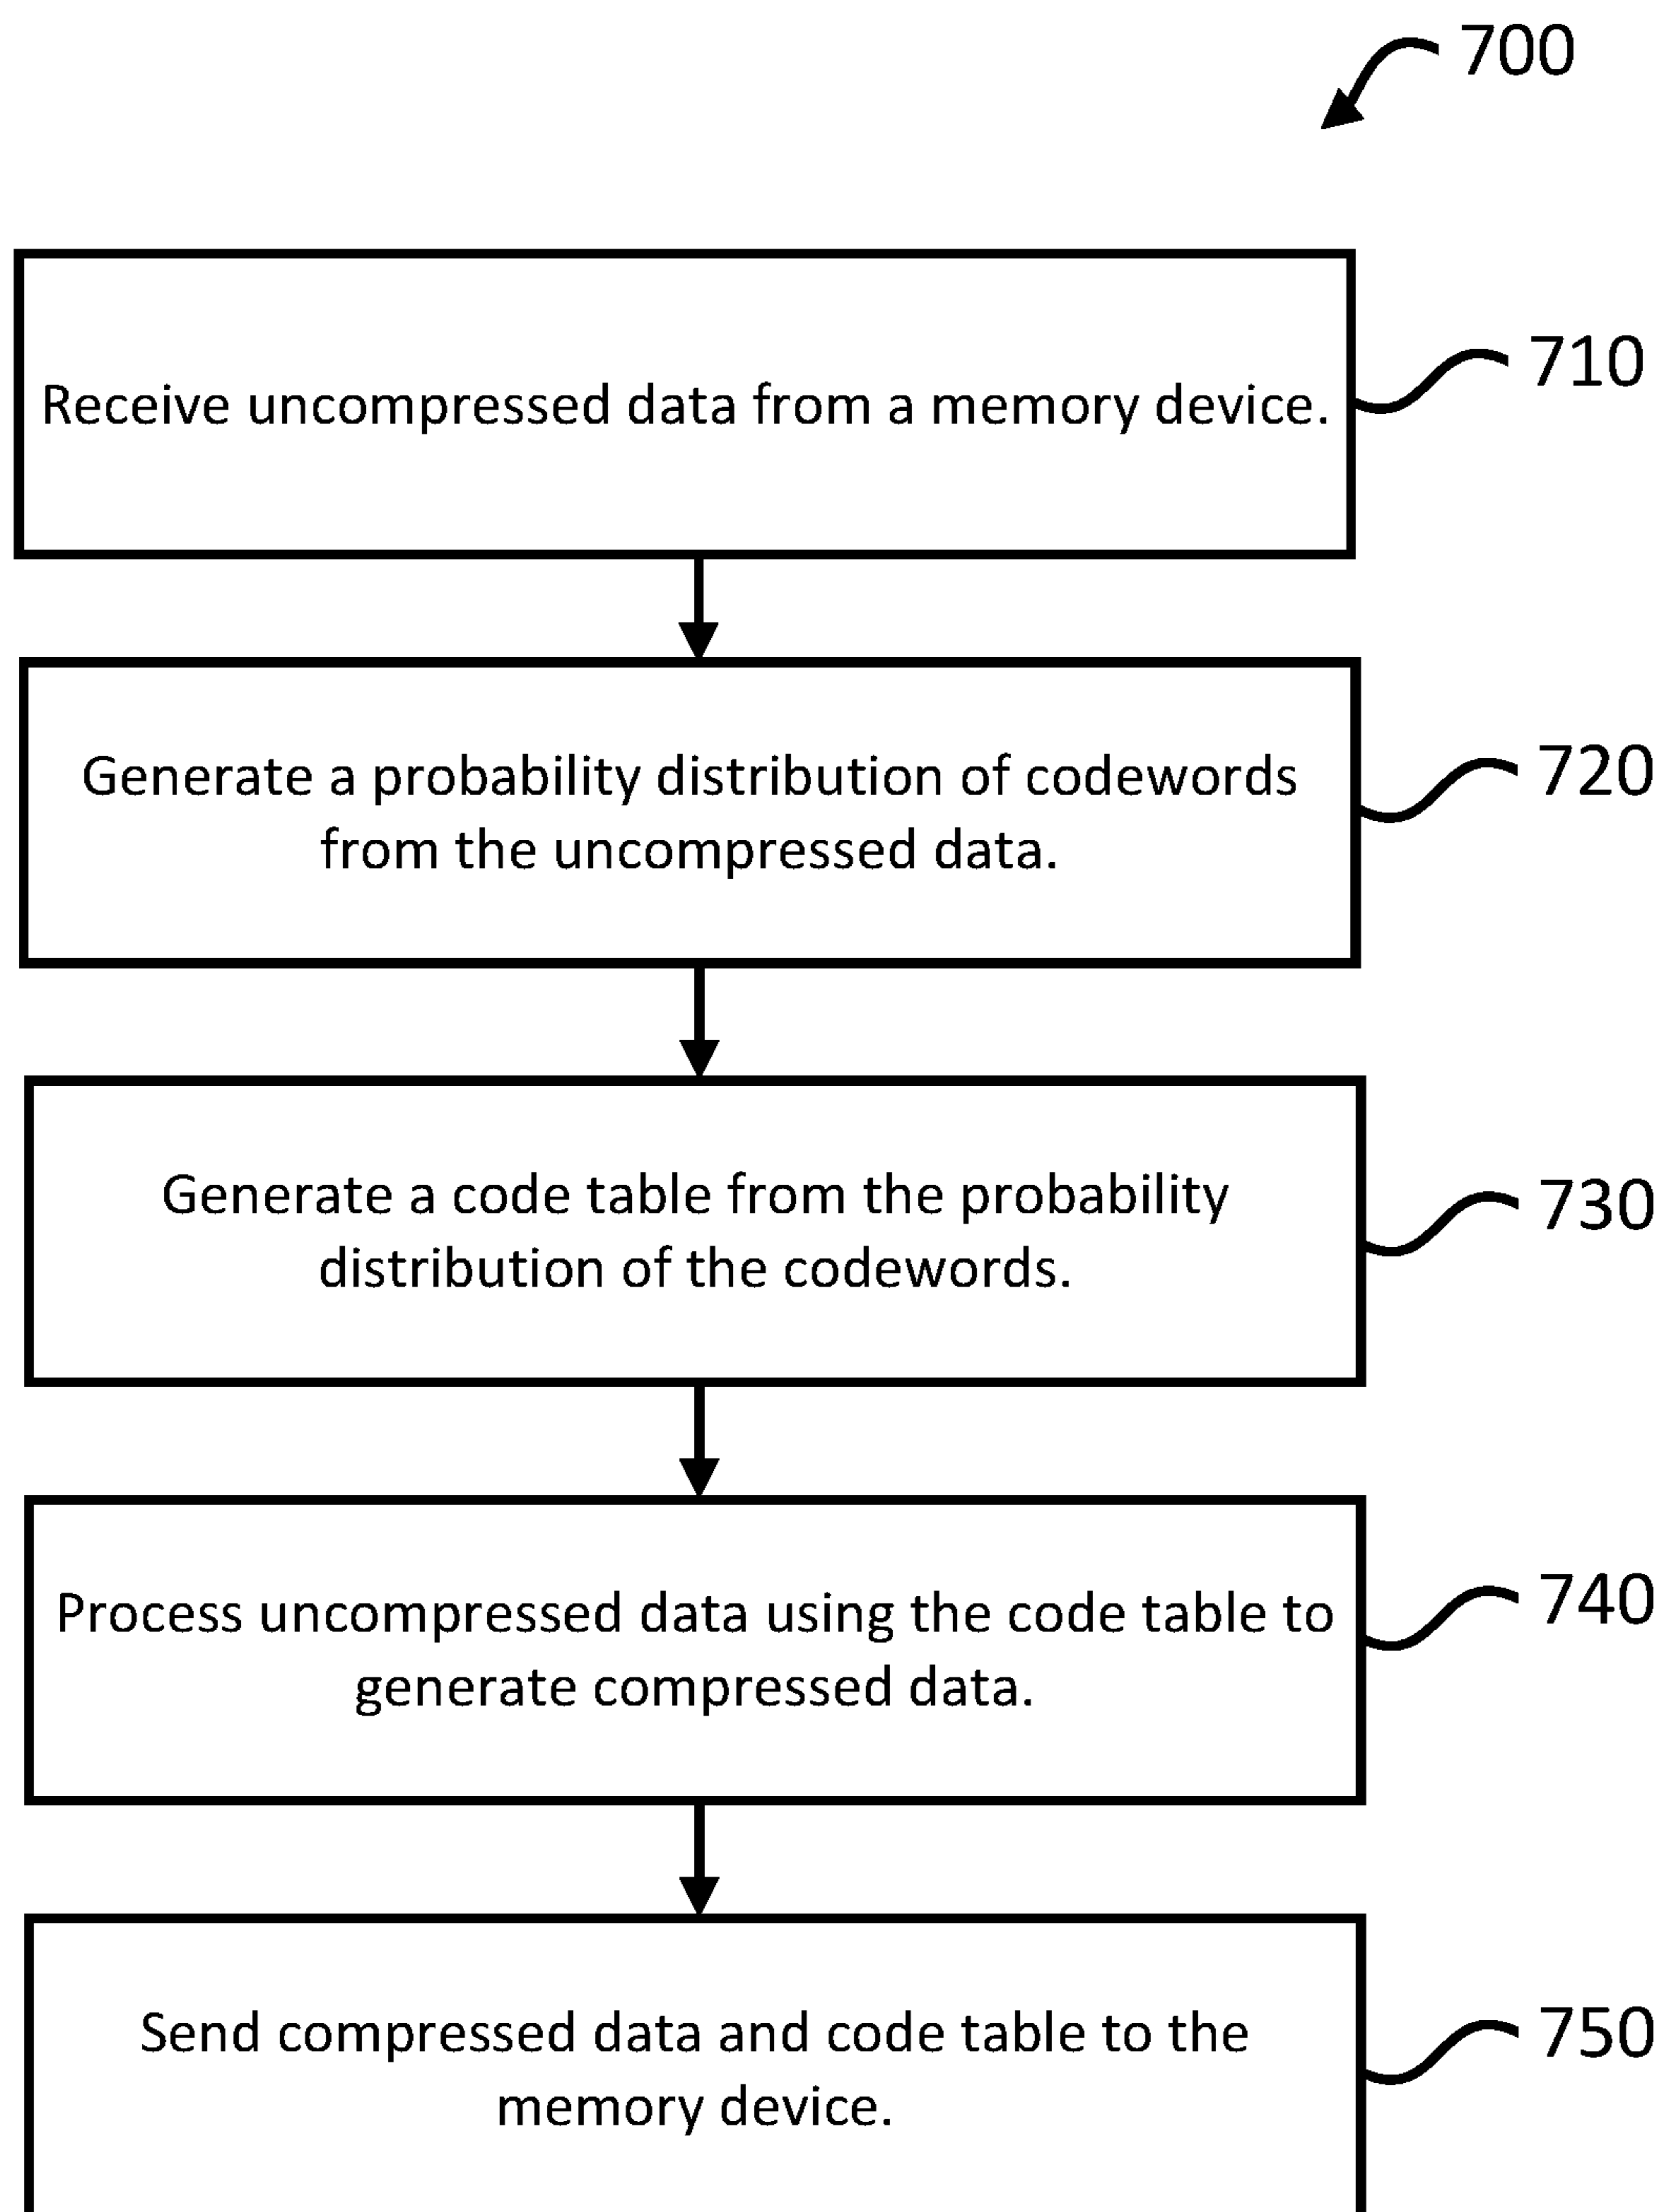 700
Receive uncompressed data from a memory device.
710
Generate a probability distribution of codewords
from the uncompressed data.
720
Generate a code table from the probability
distribution of the codewords.
730
Process uncompressed data using the code table to
generate compressed data.
740
Send compressed data and code table to the
memory device.
750